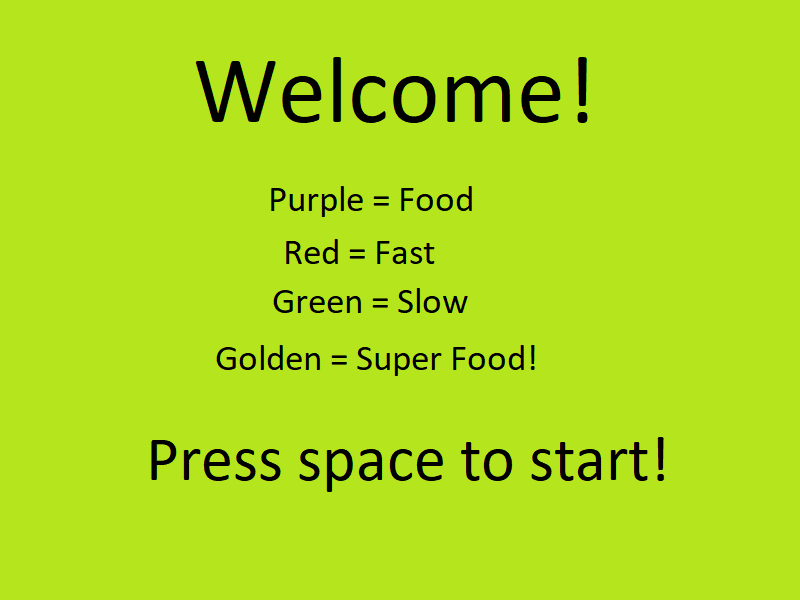 Welcome!
Purple = Food
Red = Fast
Green = Slow
Golden = Super Food!
Press space to start!